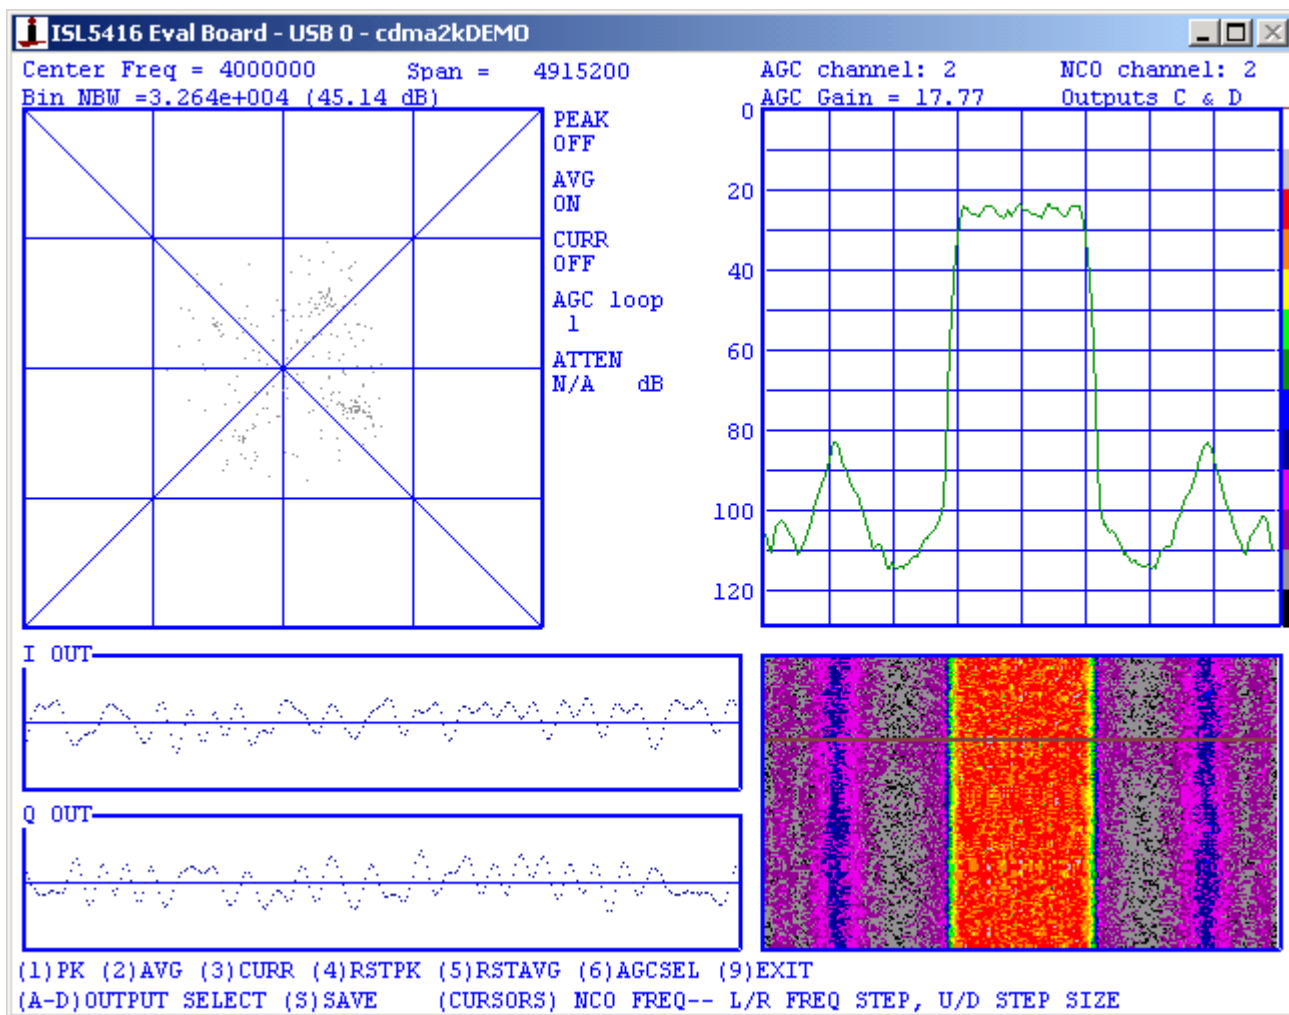 ISL5416 Eval Board - USB 0 - cdma2kDEMO
Center Freq = 4000000 Span = 4915200
Bin NBW =3.264e+004 (45.14 dB)
AGC channel: 2 NCO channel: 2
AGC Gain = 17.77 Outputs C & D
PEAK
OFF
AVG
ON
CURR
OFF
AGC loop
1
ATTEN
N/A dB
0
20
40
60
80
100
120
I OUT
Q OUT
(1)PK (2)AVG (3)CURR (4)RSTPK (5)RSTAVG (6)AGCSEL (9)EXIT
(A-D)OUTPUT SELECT (S)SAVE (CURSORS) NCO FREQ-- L/R FREQ STEP, U/D STEP SIZE